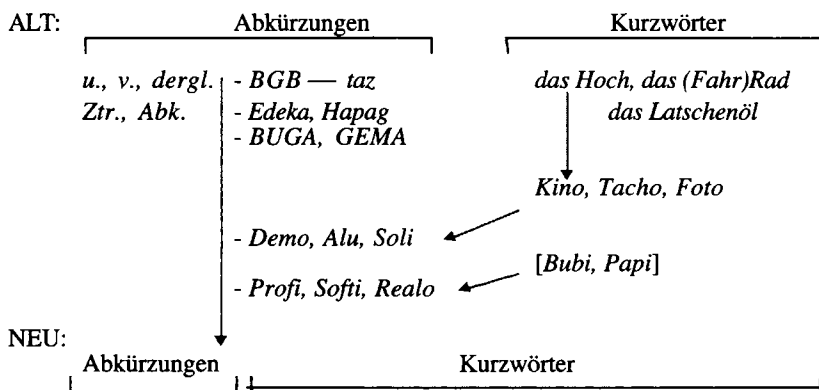 ALT: Abkürzungen Kurzwörter
u., v., dergl. - BGB — taz das Hoch, das (Fahr)Rad
Ztr., Abk. - Edeka, Hapag das Latschenöl
- BUGA, GEMA
Kino, Tacho, Foto
- Demo, Alu, Soli
[Bubi, Papi]
- Profi, Softi, Realo
NEU:
Abkürzungen Kurzwörter